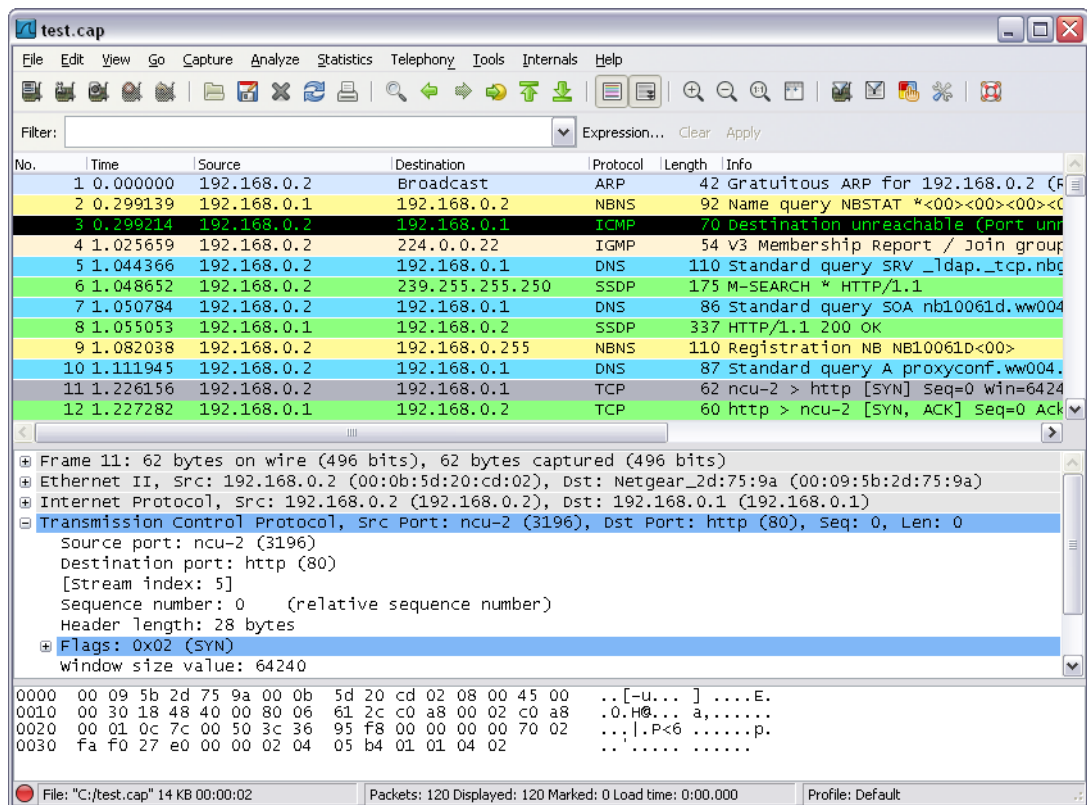 test.cap
File Edit View Go Capture Analyze Statistics Telephony Tools Internals Help
Filter: Expression... Clear Apply
No. Time Source Destination Protocol Length Info
1 0.000000 192.168.0.2 Broadcast ARP 42 Gratuitous ARP for 192.168.0.2 (R
2 0.299139 192.168.0.1 192.168.0.2 NBNS 92 Name query NBSTAT *<00><00><00><0
3 0.299214 192.168.0.2 192.168.0.1 ICMP 70 Destination unreachable (Port unr
4 1.025659 192.168.0.2 224.0.0.22 IGMP 54 V3 Membership Report / Join group
5 1.044366 192.168.0.2 192.168.0.1 DNS 110 Standard query SRV _ldap._tcp.nbg
6 1.048652 192.168.0.2 239.255.255.250 SSDP 175 M-SEARCH * HTTP/1.1
7 1.050784 192.168.0.2 192.168.0.1 DNS 86 Standard query SOA nb10061d.ww004
8 1.055053 192.168.0.1 192.168.0.2 SSDP 337 HTTP/1.1 200 OK
9 1.082038 192.168.0.2 192.168.0.255 NBNS 110 Registration NB NB10061D<00>
10 1.111945 192.168.0.2 192.168.0.1 DNS 87 Standard query A proxyconf.ww004.
11 1.226156 192.168.0.2 192.168.0.1 TCP 62 ncu-2 > http [SYN] Seq=0 Win=6424
12 1.227282 192.168.0.1 192.168.0.2 TCP 60 http > ncu-2 [SYN, ACK] Seq=0 Ack
Frame 11: 62 bytes on wire (496 bits), 62 bytes captured (496 bits)
Ethernet II, Src: 192.168.0.2 (00:0b:5d:20:cd:02), Dst: Netgear_2d:75:9a (00:09:5b:2d:75:9a)
Internet Protocol, Src: 192.168.0.2 (192.168.0.2), Dst: 192.168.0.1 (192.168.0.1)
Transmission Control Protocol, Src Port: ncu-2 (3196), Dst Port: http (80), Seq: 0, Len: 0
Source port: ncu-2 (3196)
Destination port: http (80)
[Stream index: 5]
Sequence number: 0 (relative sequence number)
Header length: 28 bytes
Flags: 0x02 (SYN)
Window size value: 64240
0000 00 09 5b 2d 75 9a 00 0b 5d 20 cd 02 08 00 45 00 ..[-u... ] ....E.
0010 00 30 18 48 40 00 80 06 61 2c c0 a8 00 02 c0 a8 .0.H@... a,......
0020 00 01 0c 7c 00 50 3c 36 95 f8 00 00 00 00 70 02 ...|.P<6 ......p.
0030 fa f0 27 e0 00 00 02 04 05 b4 01 01 04 02 ..'..... ......
File: "C:/test.cap" 14 KB 00:00:02 Packets: 120 Displayed: 120 Marked: 0 Load time: 0:00.000 Profile: Default